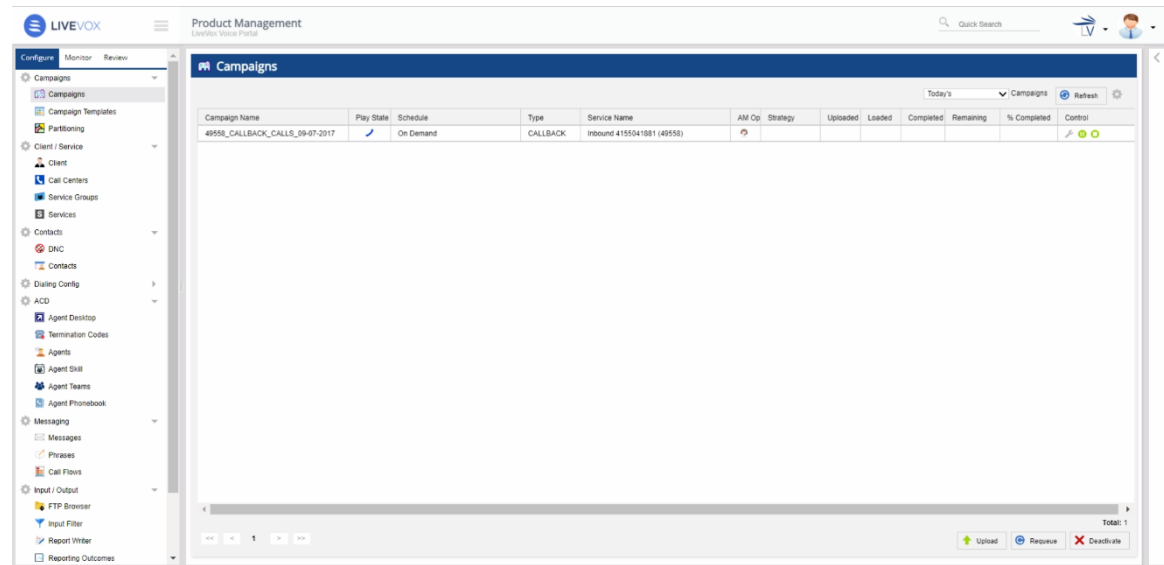 LIVEVOX
Product Management
LiveVox Voice Portal
Quick Search
LV
Configure Monitor Review
Campaigns
Campaigns
Campaign Templates
Partitioning
Client / Service
Client
Call Centers
Service Groups
Services
Contacts
DNC
Contacts
Dialing Config
ACD
Agent Desktop
Termination Codes
Agents
Agent Skill
Agent Teams
Agent Phonebook
Messaging
Messages
Phrases
Call Flows
Input / Output
FTP Browser
Input Filter
Report Writer
Reporting Outcomes
Campaigns
Today's Campaigns Refresh
Campaign Name Play State Schedule Type Service Name AM Op Strategy Uploaded Loaded Completed Remaining % Completed Control
49558_CALLBACK_CALLS_09-07-2017 On Demand CALLBACK Inbound 4155041881 (49558)
Total: 1
<< < 1 > >>
Upload Requeue Deactivate